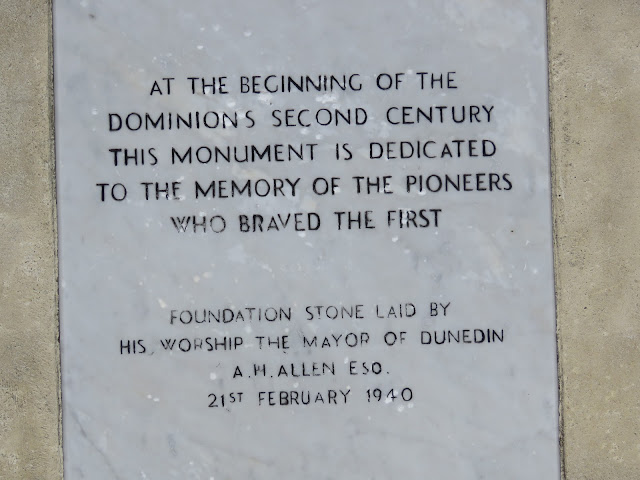 AT THE BEGINNING OF THE
DOMINIONS SECOND CENTURY
THIS MONUMENT IS DEDICATED
TO THE MEMORY OF THE PIONEERS
WHO BRAVED THE FIRST
FOUNDATION STONE LAID BY
HIS WORSHIP THE MAYOR OF DUNEDIN
A.H. ALLEN ESQ.
21ST FEBRUARY 1940